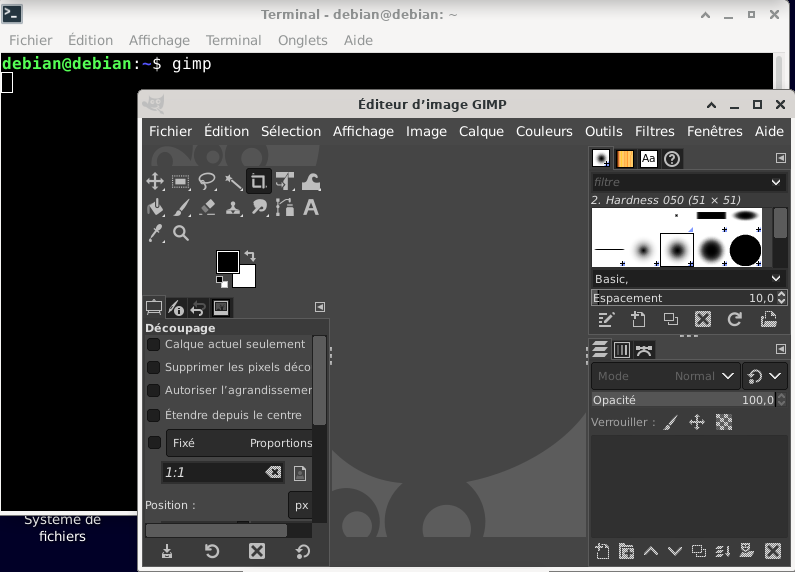 Terminal - debian@debian: ~
Fichier Édition Affichage Terminal Onglets Aide
debian@debian:~$ gimp
Éditeur d’image GIMP
Fichier Édition Sélection Affichage Image Calque Couleurs Outils Filtres Fenêtres Aide
Aa
filtre
2. Hardness 050 (51 × 51)
Basic,
Espacement 10,0
Découpage
Calque actuel seulement
Supprimer les pixels déco
Autoriser l’agrandissemen
Étendre depuis le centre
Fixé Proportions
1:1
Position : px
Mode Normal
Opacité 100,0
Verrouiller :
Système de
fichiers